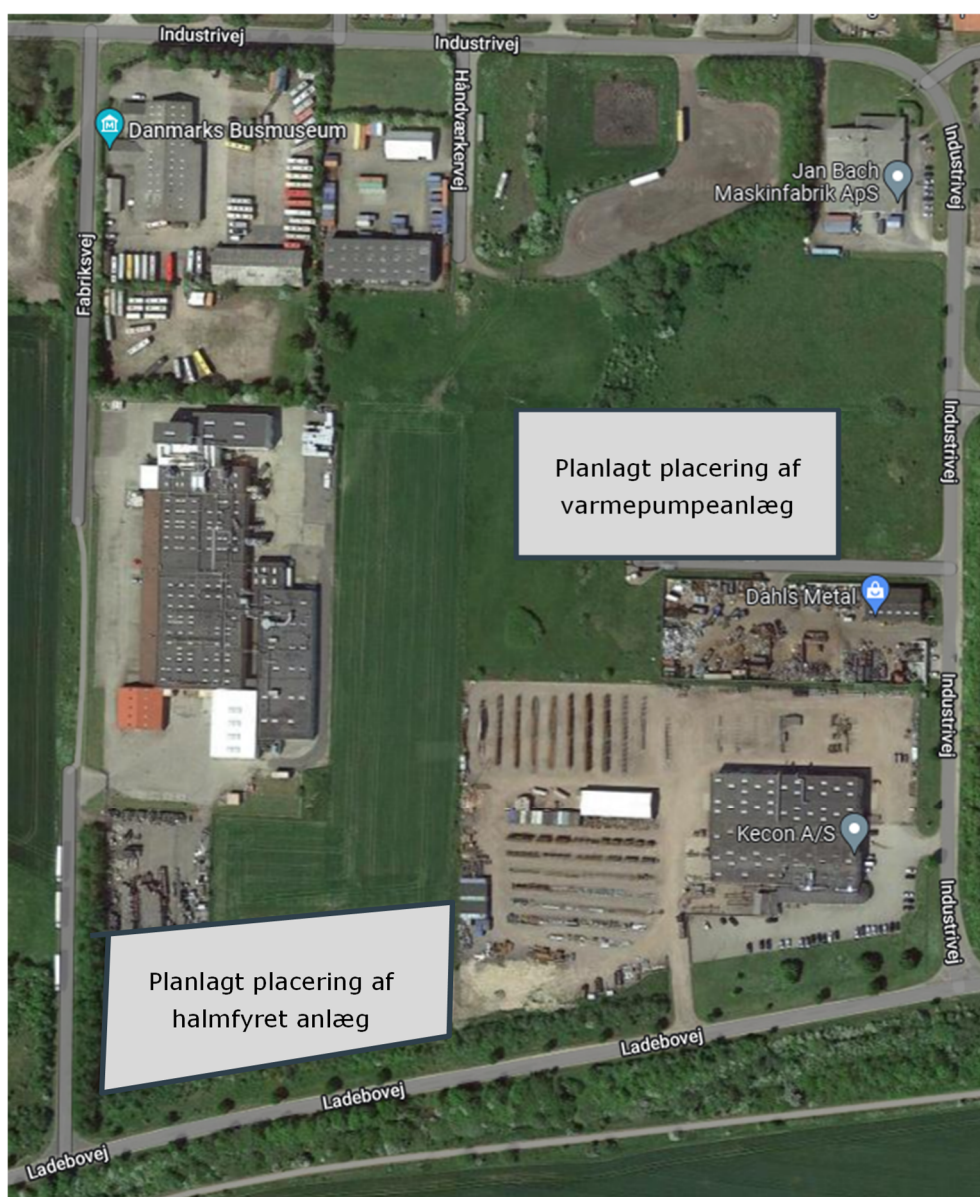 Industrivej
Industrivej
Håndværkervej
Danmarks Busmuseum
Industrivej
Jan Bach
Maskinfabrik ApS
Fabriksvej
Industrivej
Planlagt placering af
varmepumpeanlæg
Dahls Metal
Industrivej
Kecon A/S
Industrivej
Planlagt placering af
halmfyret anlæg
Ladebovej
Ladebovej
Ladebovej